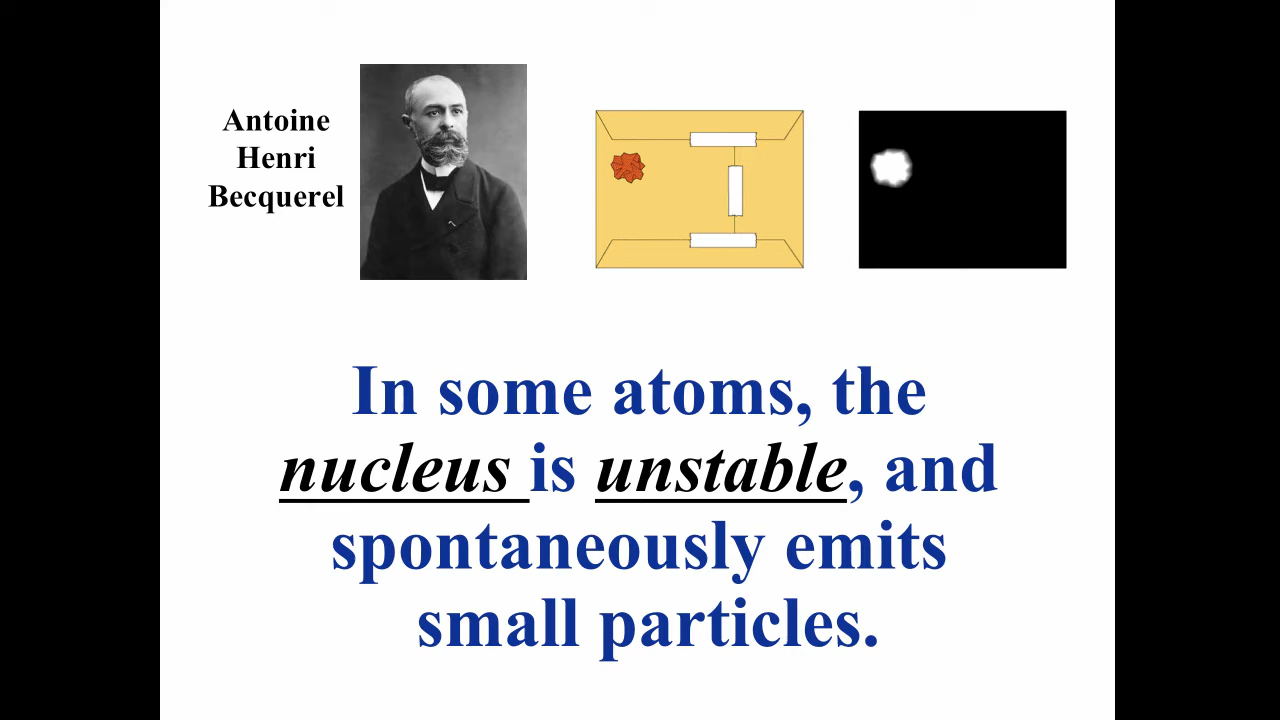 Antoine
Henri
Becquerel
In some atoms, the
nucleus is unstable, and
spontaneously emits
small particles.